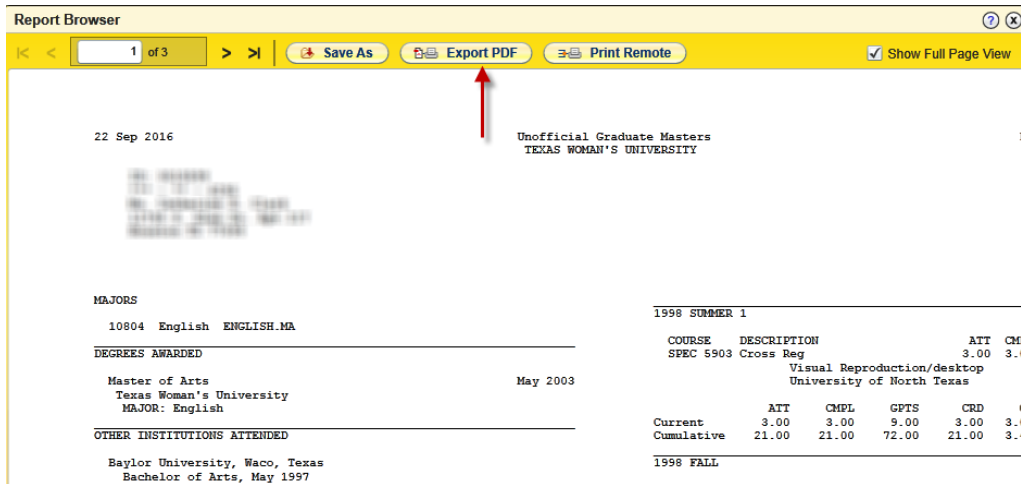 Report Browser
1 of 3 Save As Export PDF Print Remote Show Full Page View
22 Sep 2016 Unofficial Graduate Masters
TEXAS WOMAN'S UNIVERSITY
MAJORS
10804 English ENGLISH.MA
DEGREES AWARDED
Master of Arts May 2003
Texas Woman's University
MAJOR: English
OTHER INSTITUTIONS ATTENDED
Baylor University, Waco, Texas
Bachelor of Arts, May 1997
1998 SUMMER 1
COURSE DESCRIPTION ATT
SPEC 5903 Cross Reg 3.00
Visual Reproduction/desktop
University of North Texas
ATT CMPL GPTS CRD
Current 3.00 3.00 9.00 3.00
Cumulative 21.00 21.00 72.00 21.00
1998 FALL